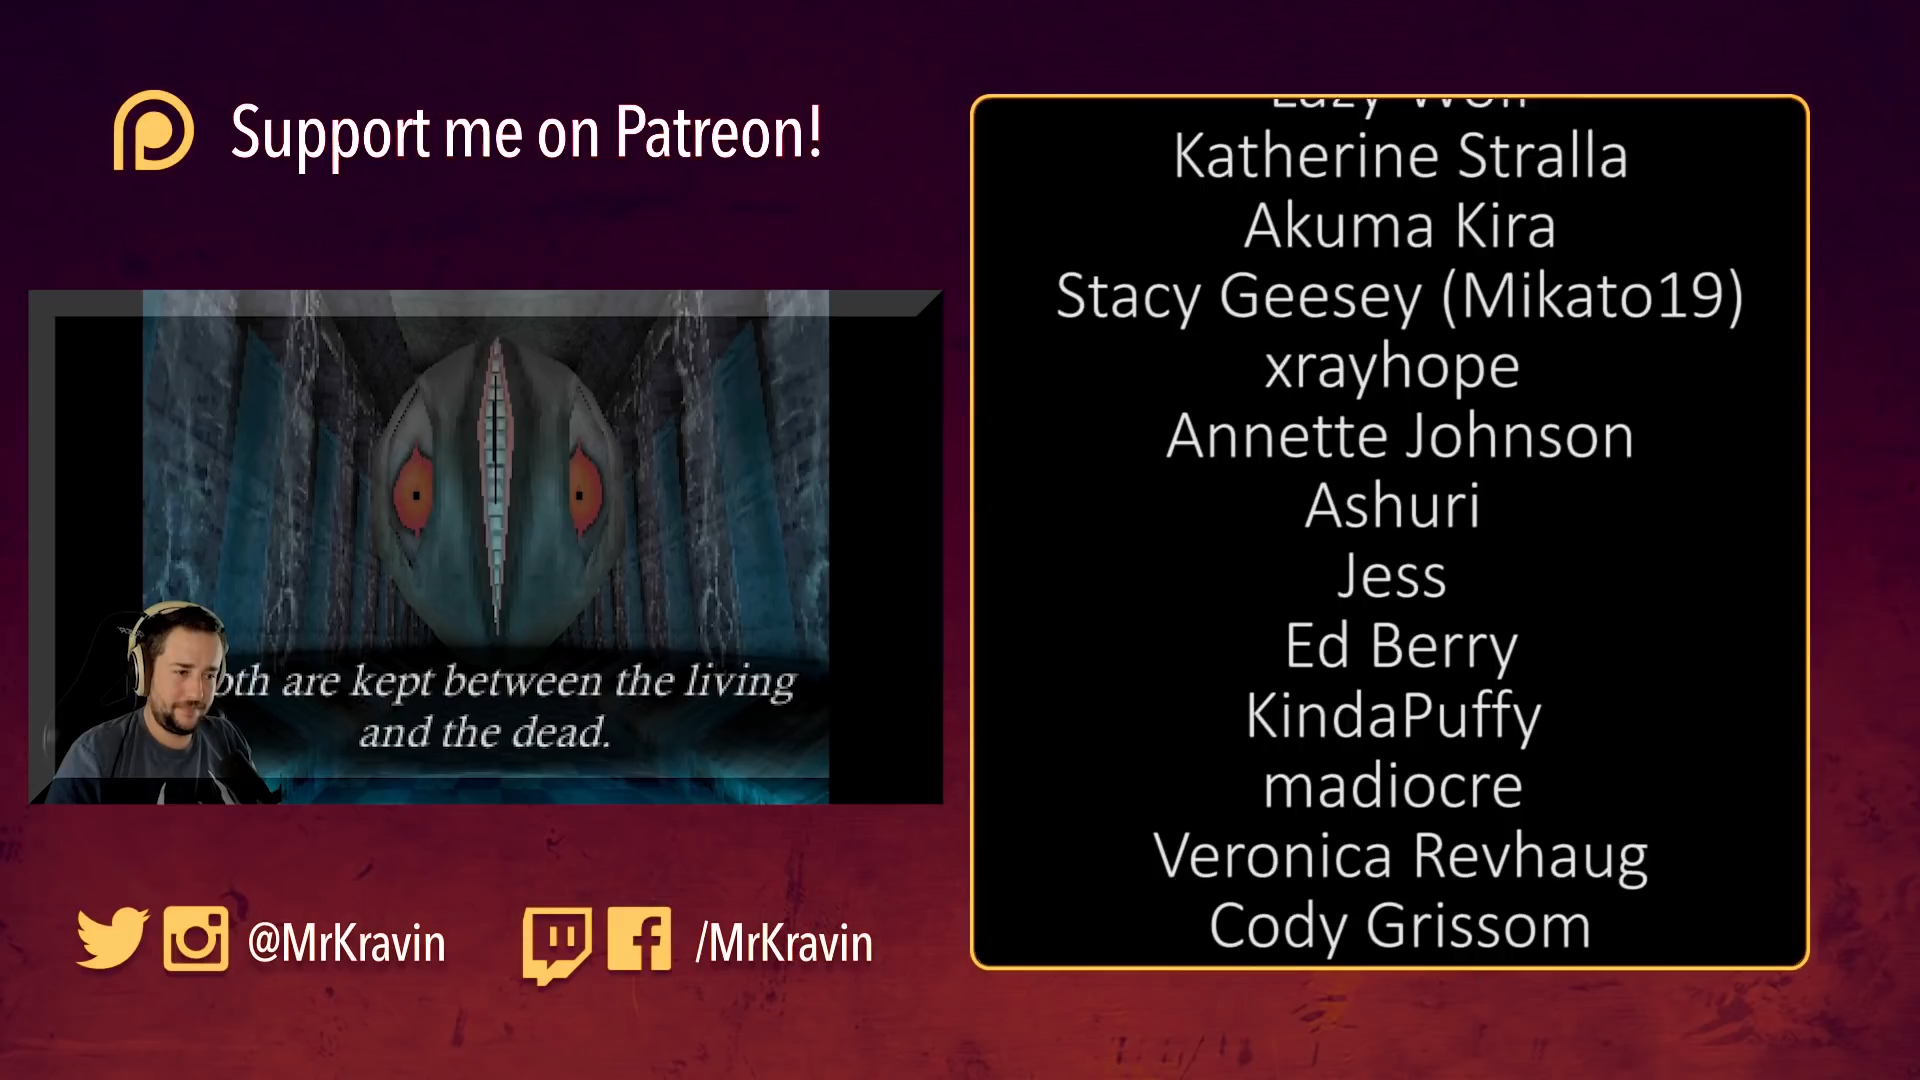 Support me on Patreon!
are kept between the living
and the dead.
@MrKravin
/MrKravin
Katherine Stralla
Akuma Kira
Stacy Geesey (Mikato19)
xrayhope
Annette Johnson
Ashuri
Jess
Ed Berry
KindaPuffy
madiocre
Veronica Revhaug
Cody Grissom